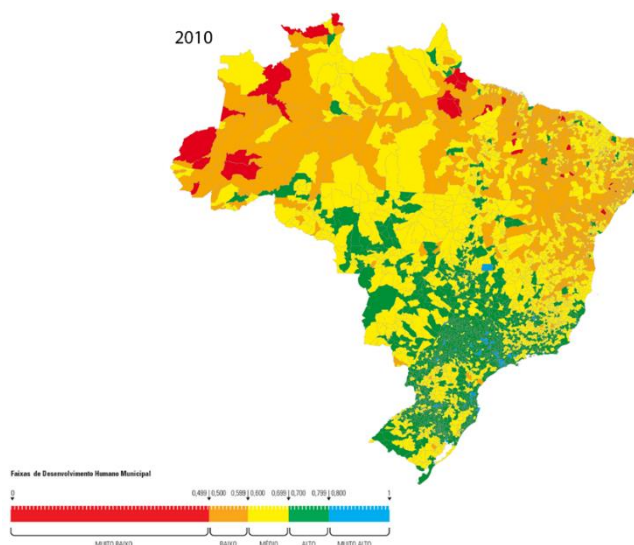 2010
Faixas de Desenvolvimento Humano Municipal
0 0,499 0,500 0,599 0,600 0,699 0,700 0,799 0,800 1
MUITO BAIXO BAIXO MÉDIO ALTO MUITO ALTO